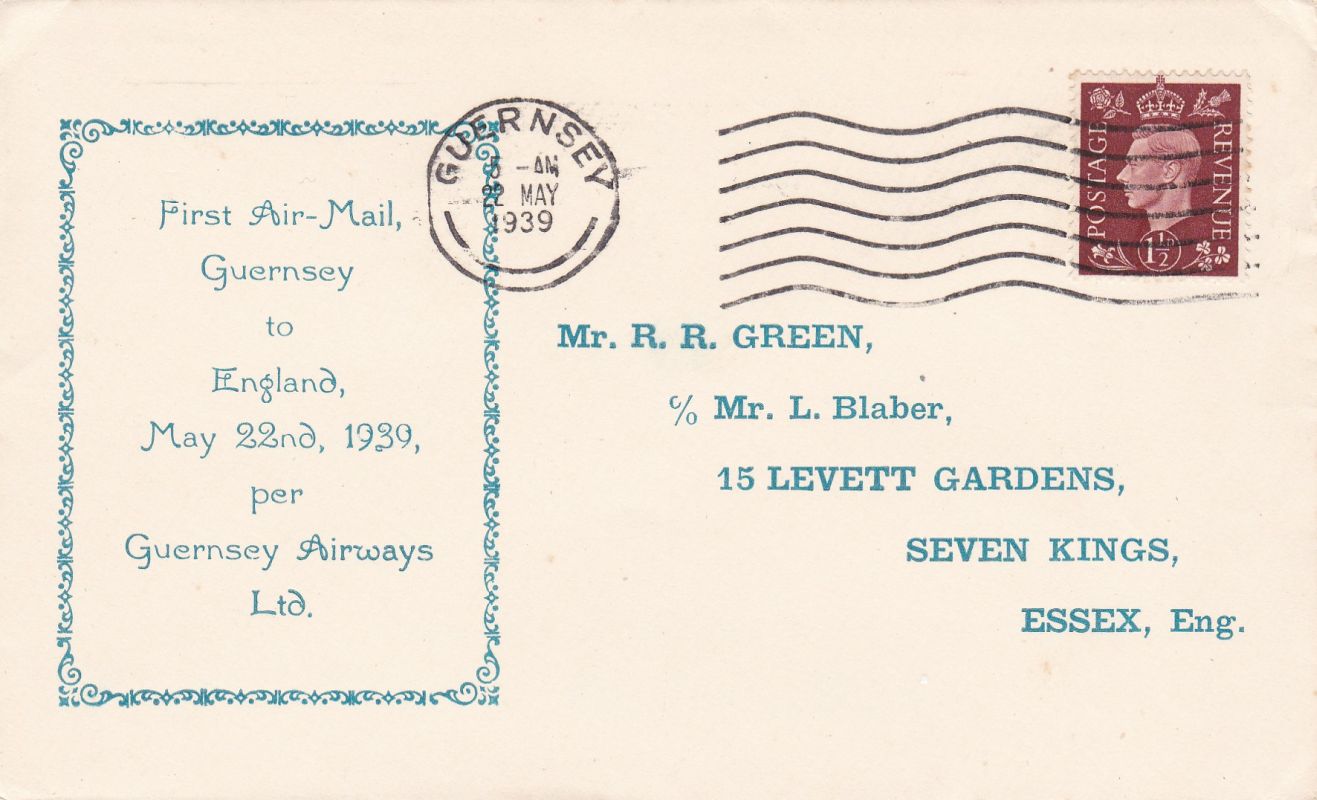 First Air-Mail,
Guernsey
to
England,
May 22nd, 1939,
per
Guernsey Airways
Ltd.
GUERNSEY
5 - AM
22 MAY
1939
POSTAGE
REVENUE
1½
Mr. R. R. GREEN,
c/o Mr. L. Blaber,
15 LEVETT GARDENS,
SEVEN KINGS,
ESSEX, Eng.